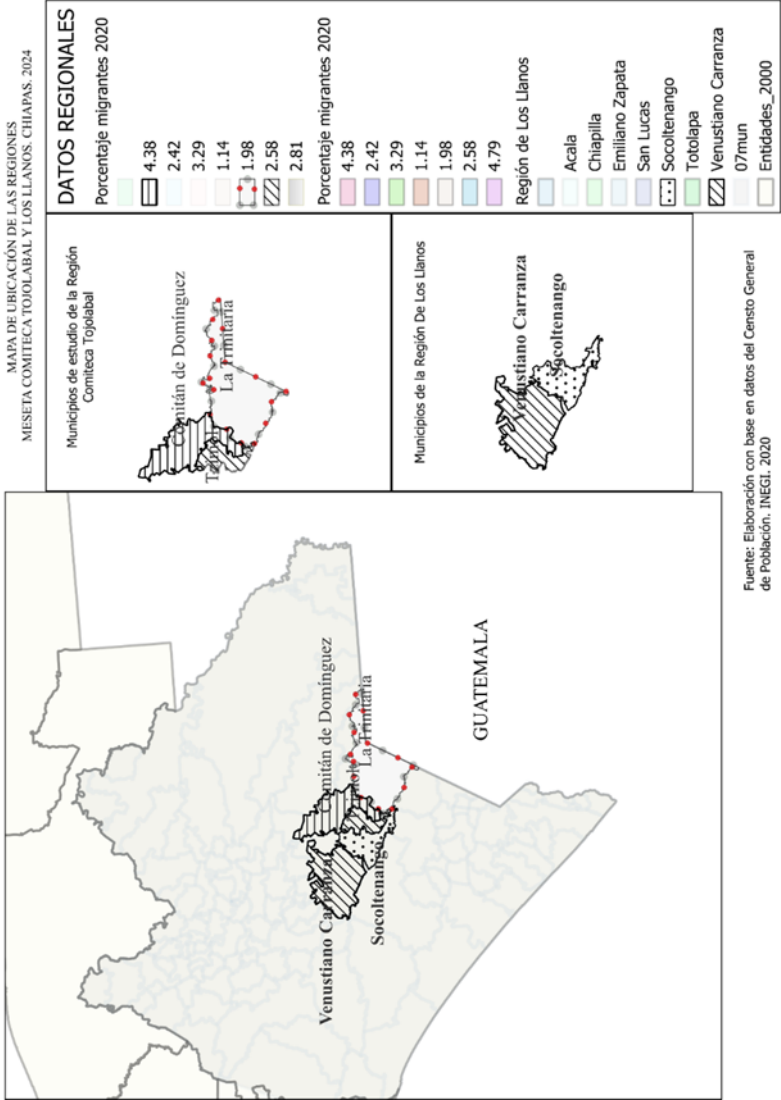 MAPA DE UBICACIÓN DE LAS REGIONES
MESETA COMITECA TOJOLABAL Y LOS LLANOS. CHIAPAS. 2024
Venustiano Carranza
Socoltenango
Comitán de Domínguez
La Trinitaria
GUATEMALA
Municipios de estudio de la Región
Comiteca Tojolabal
Comitán de Domínguez
La Trinitaria
Municipios de la Región De Los Llanos
Venustiano Carranza
Socoltenango
DATOS REGIONALES
Porcentaje migrantes 2020
4.38
2.42
3.29
1.14
1.98
2.58
2.81
Porcentaje migrantes 2020
4.38
2.42
3.29
1.14
1.98
2.58
4.79
Región de Los Llanos
Acala
Chiapilla
Emiliano Zapata
San Lucas
Socoltenango
Totolapa
Venustiano Carranza
07mun
Entidades_2000
Fuente: Elaboración con base en datos del Censto General
de Población. INEGI. 2020